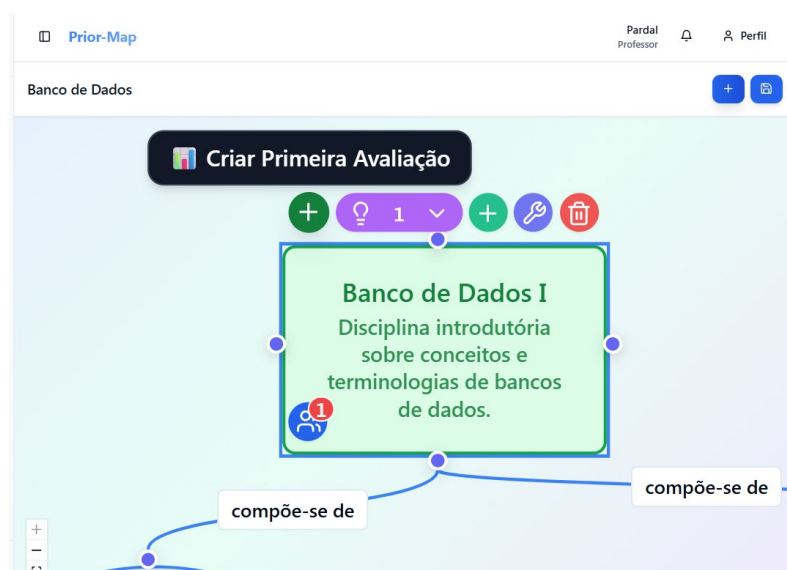 Prior-Map
Pardal
Professor
Perfil
Banco de Dados
Criar Primeira Avaliação
1
Banco de Dados I
Disciplina introdutória
sobre conceitos e
terminologias de bancos
de dados.
1
compõe-se de
compõe-se de